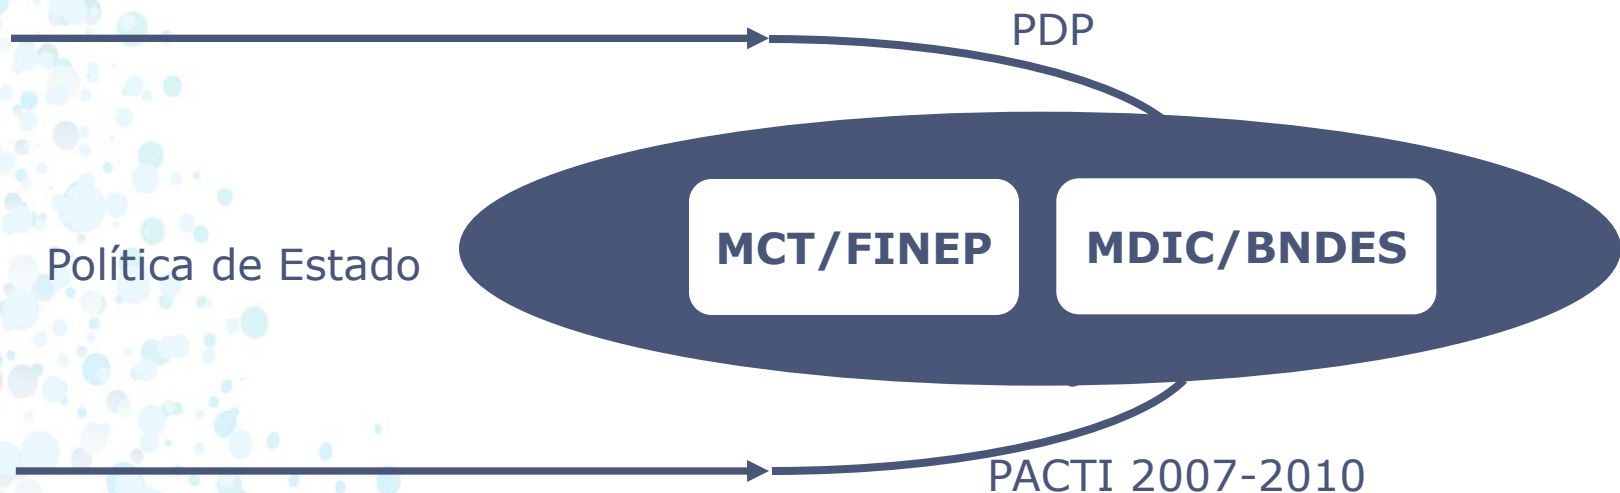 PDP
MCT/FINEP
MDIC/BNDES
Política de Estado
PACTI 2007-2010